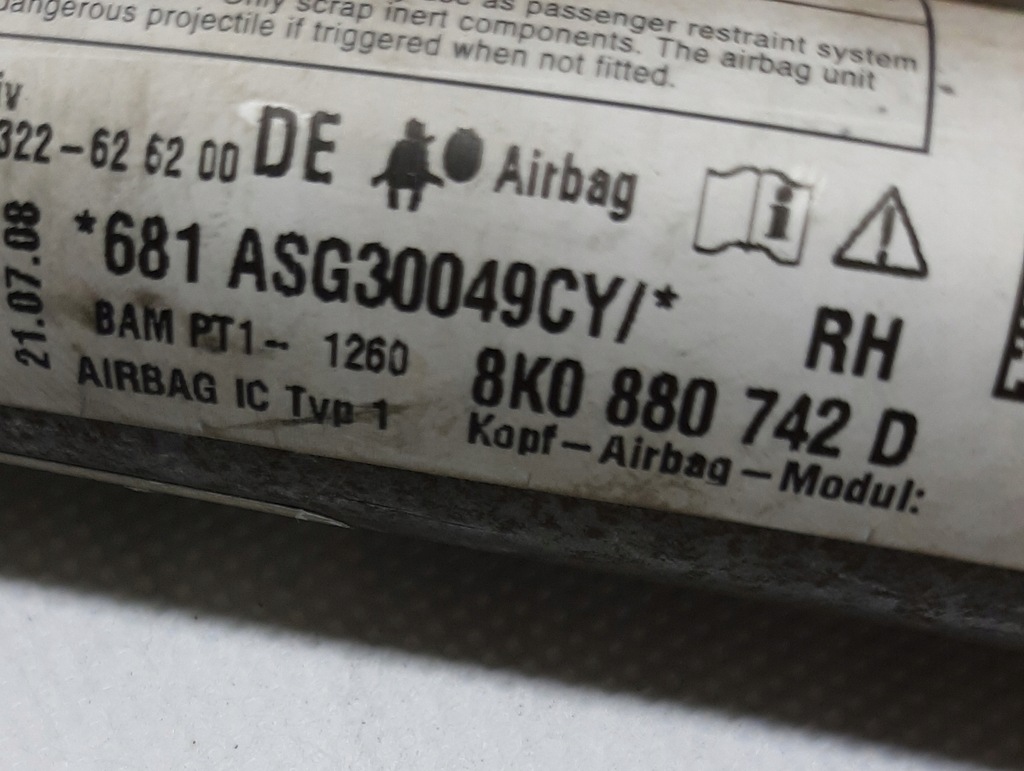 as passenger restraint system
Only scrap inert components. The airbag unit
dangerous projectile if triggered when not fitted.
322-62 62 00 DE Airbag
i
*681 ASG30049CY/* RH
21.07.08
BAM PT1- 1260
8K0 880 742 D
AIRBAG IC Typ 1
Kopf-Airbag-Modul: